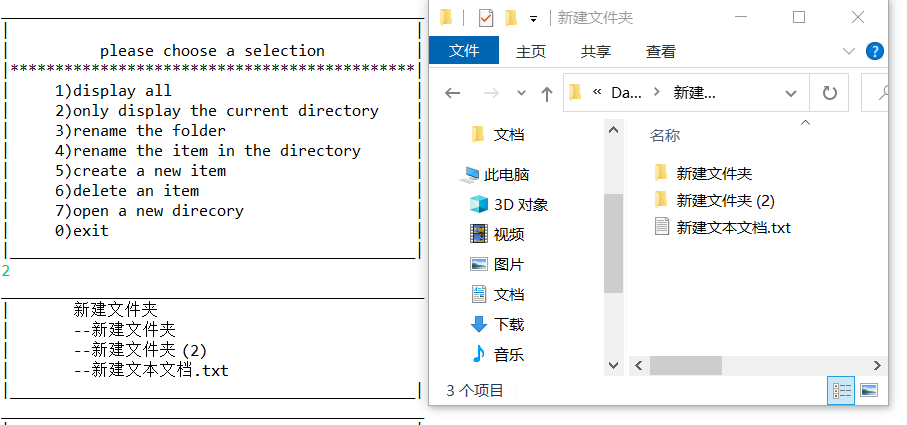 please choose a selection
*********************************************
1)display all
2)only display the current directory
3)rename the folder
4)rename the item in the directory
5)create a new item
6)delete an item
7)open a new direcory
0)exit
2
新建文件夹
--新建文件夹
--新建文件夹 (2)
--新建文本文档.txt
新建文件夹
文件 主页 共享 查看
« Da... > 新建...
文档
此电脑
3D 对象
视频
图片
文档
下载
音乐
名称
新建文件夹
新建文件夹 (2)
新建文本文档.txt
3 个项目